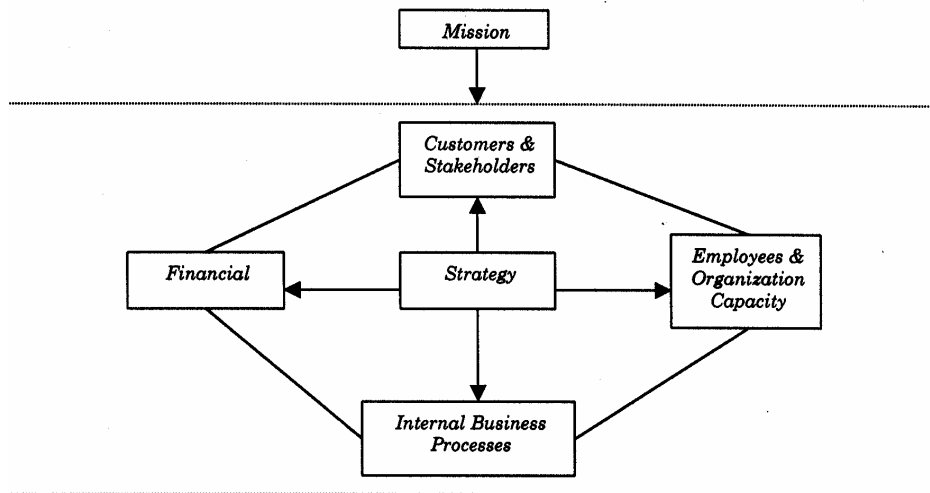 Mission
Customers &
Stakeholders
Financial
Strategy
Employees &
Organization
Capacity
Internal Business
Processes